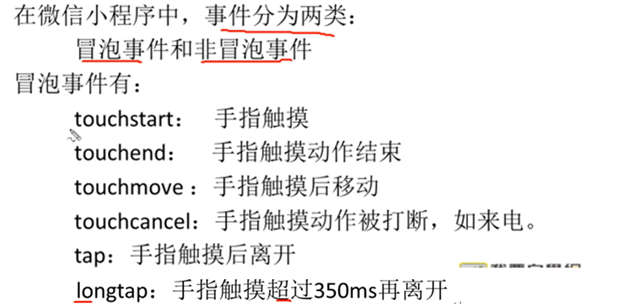 在微信小程序中，事件分为两类：
冒泡事件和非冒泡事件
冒泡事件有：
touchstart： 手指触摸
touchend： 手指触摸动作结束
touchmove：手指触摸后移动
touchcancel：手指触摸动作被打断，如来电。
tap：手指触摸后离开
longtap：手指触摸超过350ms再离开